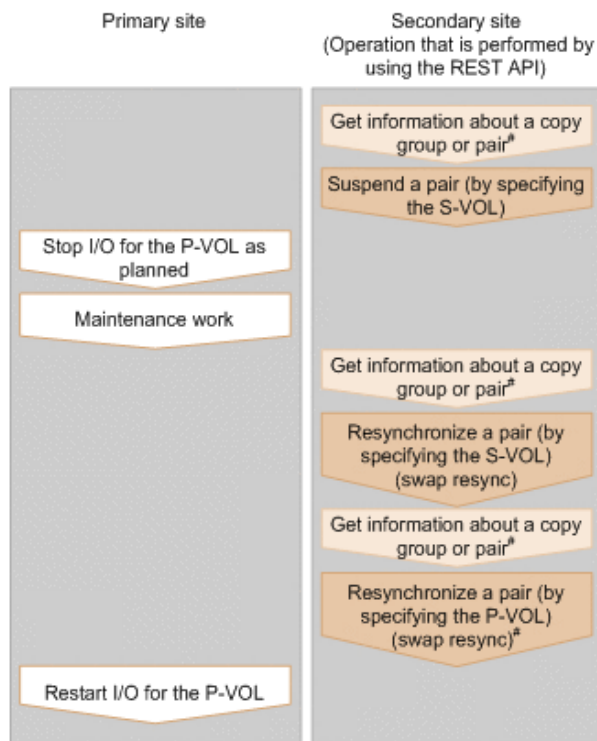 Primary site
Secondary site
(Operation that is performed by
using the REST API)
Get information about a copy
group or pair#
Suspend a pair (by specifying
the S-VOL)
Stop I/O for the P-VOL as
planned
Maintenance work
Get information about a copy
group or pair#
Resynchronize a pair (by
specifying the S-VOL)
(swap resync)
Get information about a copy
group or pair#
Resynchronize a pair (by
specifying the P-VOL)
(swap resync)#
Restart I/O for the P-VOL